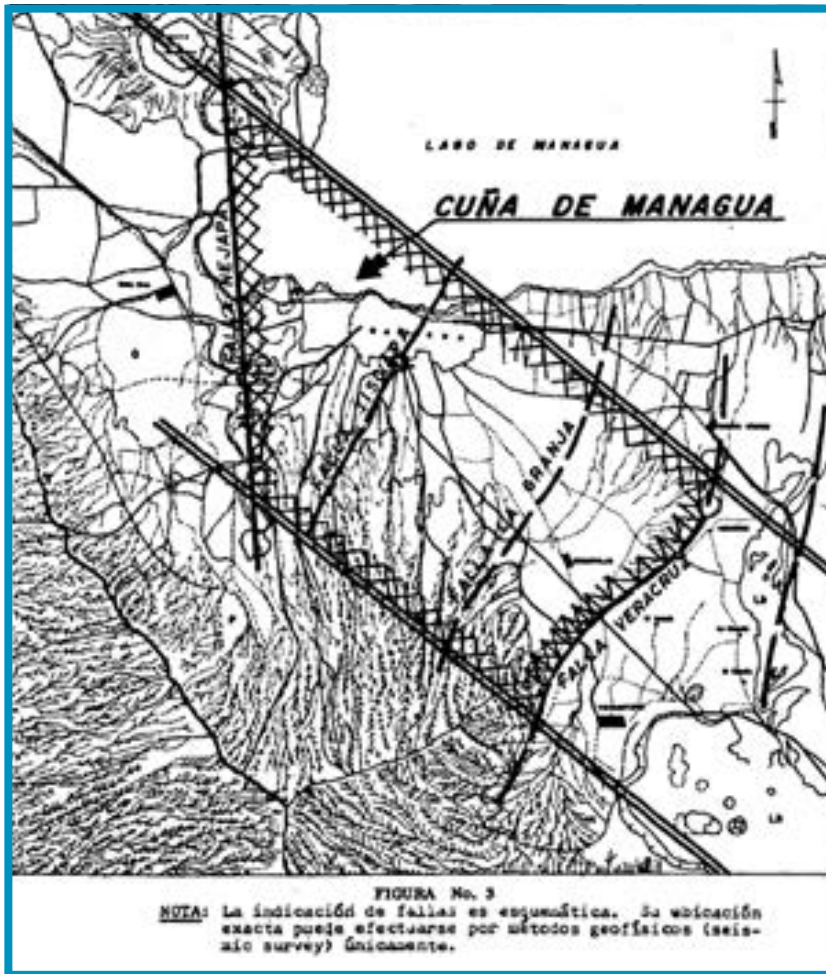 LAGO DE MANAGUA
CUÑA DE MANAGUA
FALLA NEJAPA
FALLA TISCAPA
FALLA LA GRANJA
FALLA VERACRUZ
FIGURA No. 3
NOTA: La indicación de fallas es esquemática. Su ubicación
exacta puede efectuarse por métodos geofísicos (seis-
mic survey) únicamente.